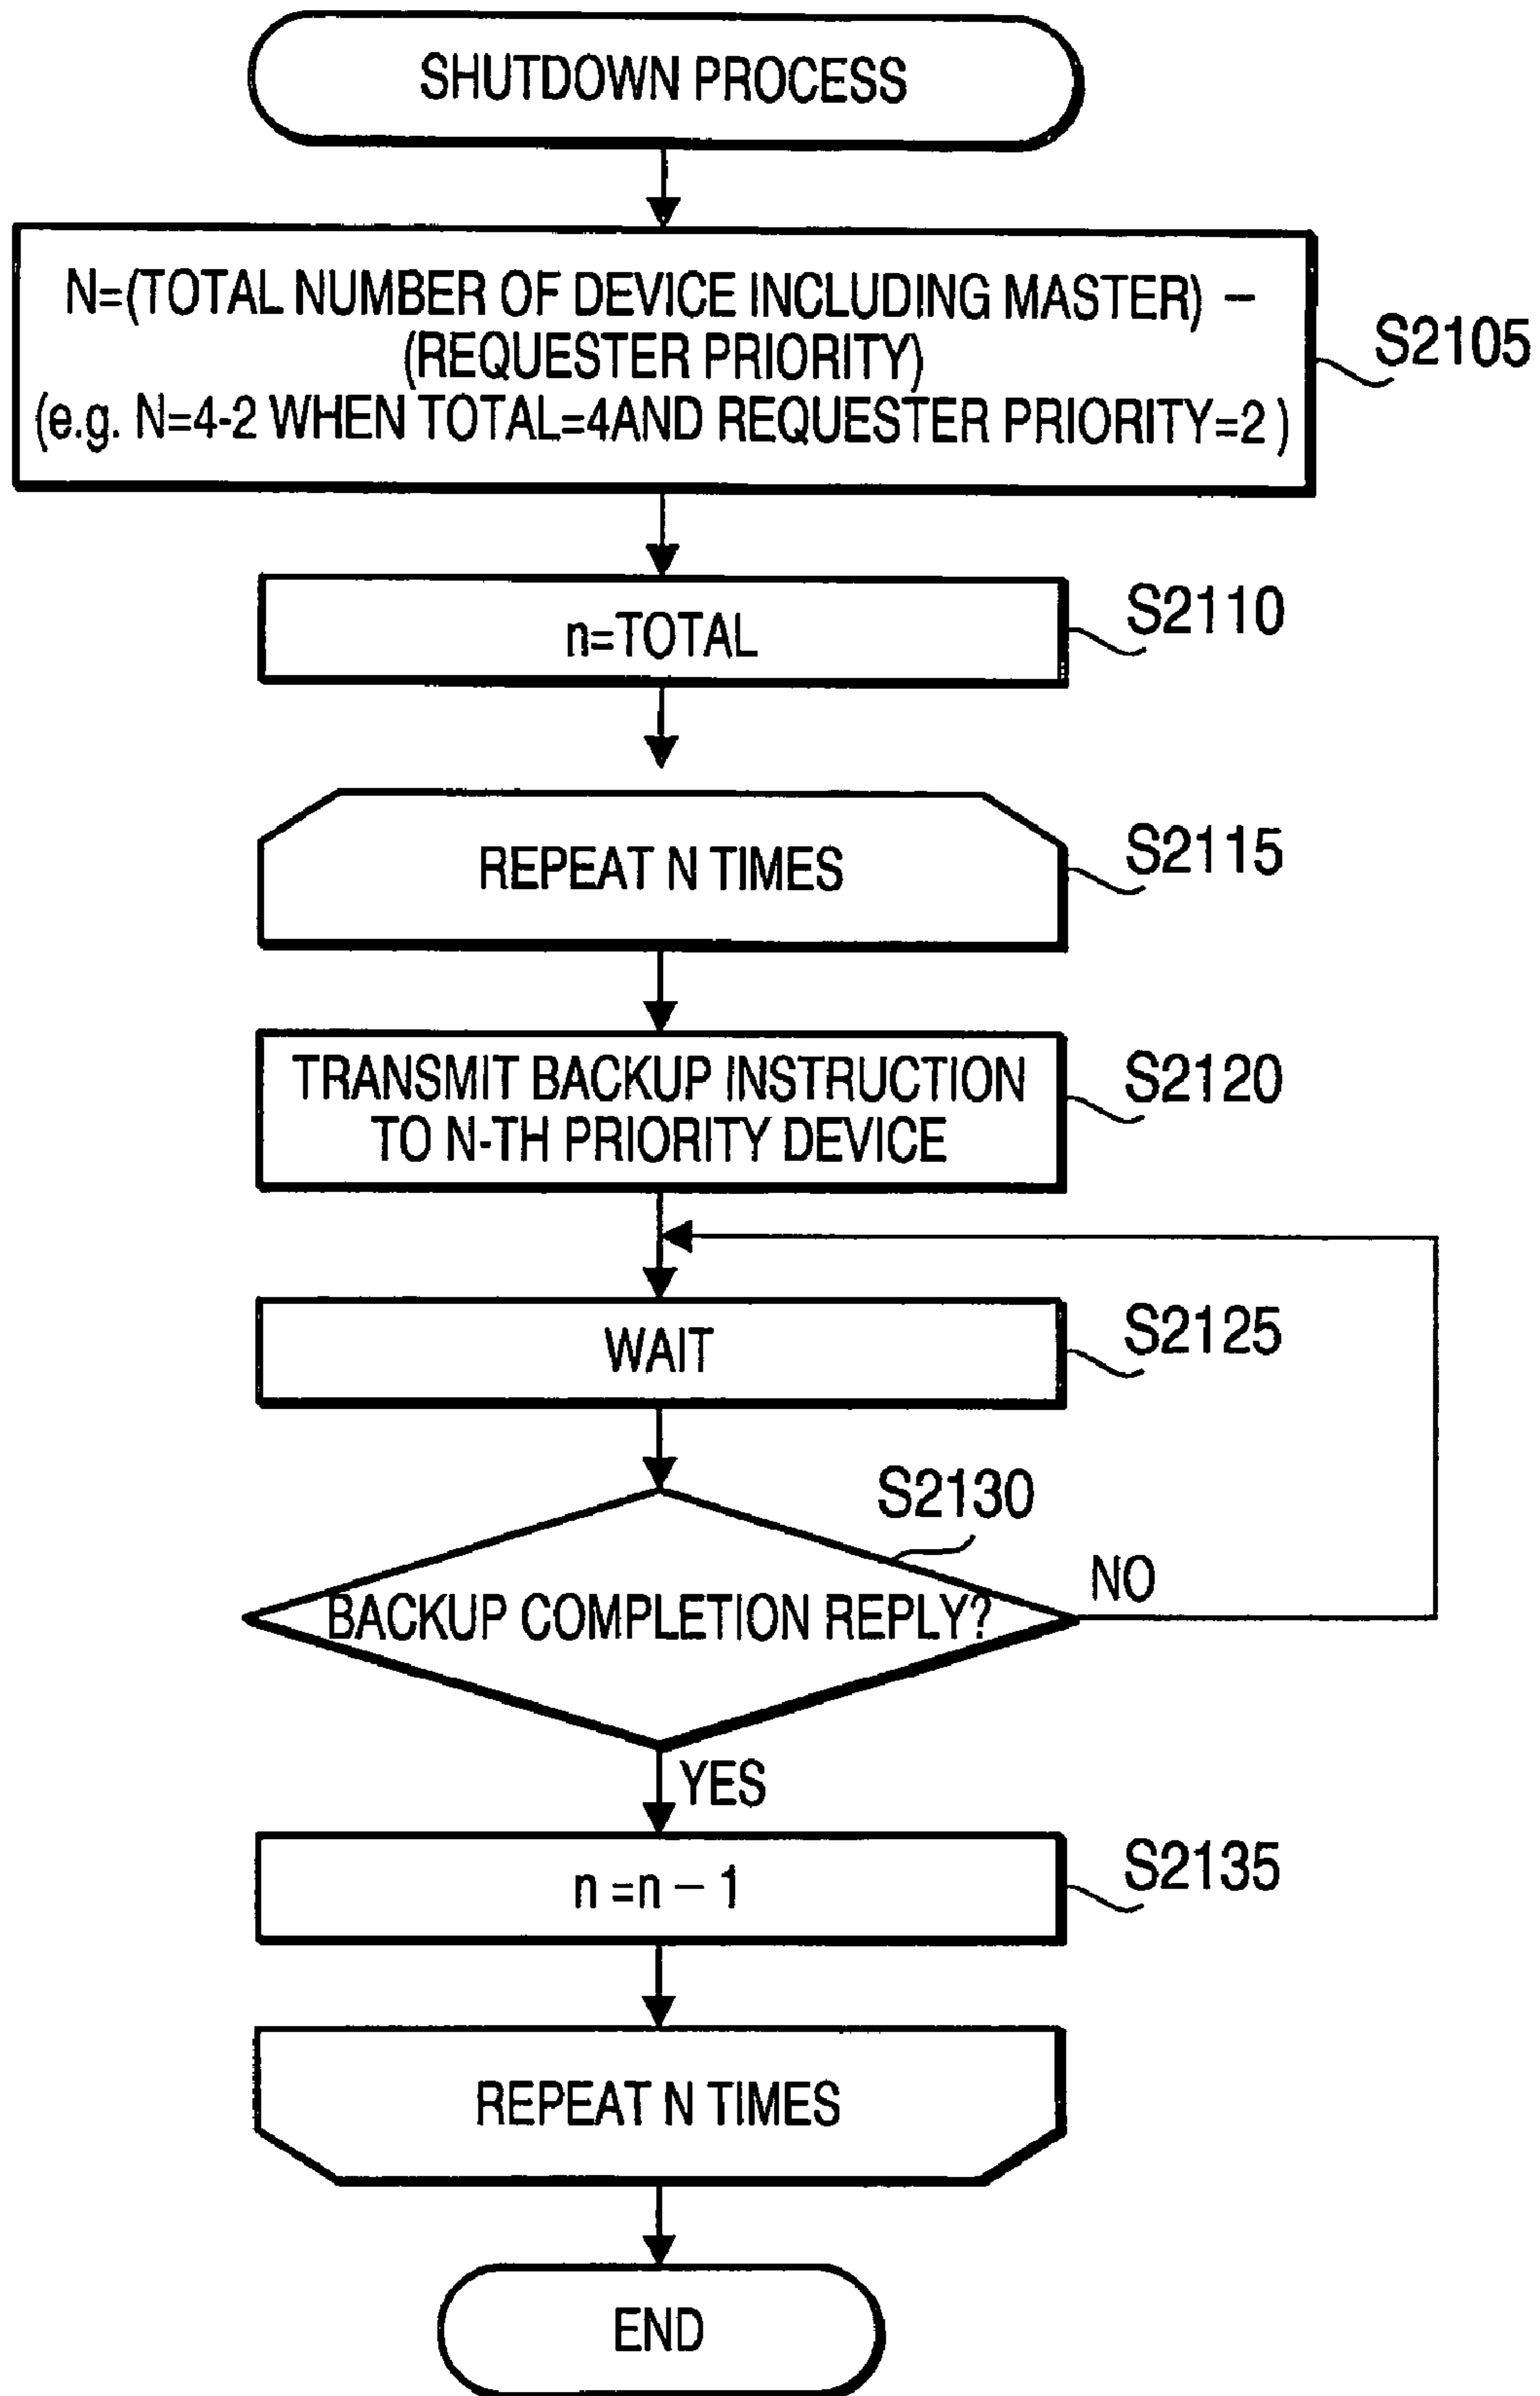 SHUTDOWN PROCESS
N=(TOTAL NUMBER OF DEVICE INCLUDING MASTER) –
(REQUESTER PRIORITY)
(e.g. N=4-2 WHEN TOTAL=4AND REQUESTER PRIORITY=2 )
S2105
n=TOTAL
S2110
REPEAT N TIMES
S2115
TRANSMIT BACKUP INSTRUCTION
TO N-TH PRIORITY DEVICE
S2120
WAIT
S2125
S2130
BACKUP COMPLETION REPLY?
NO
YES
n =n – 1
S2135
REPEAT N TIMES
END